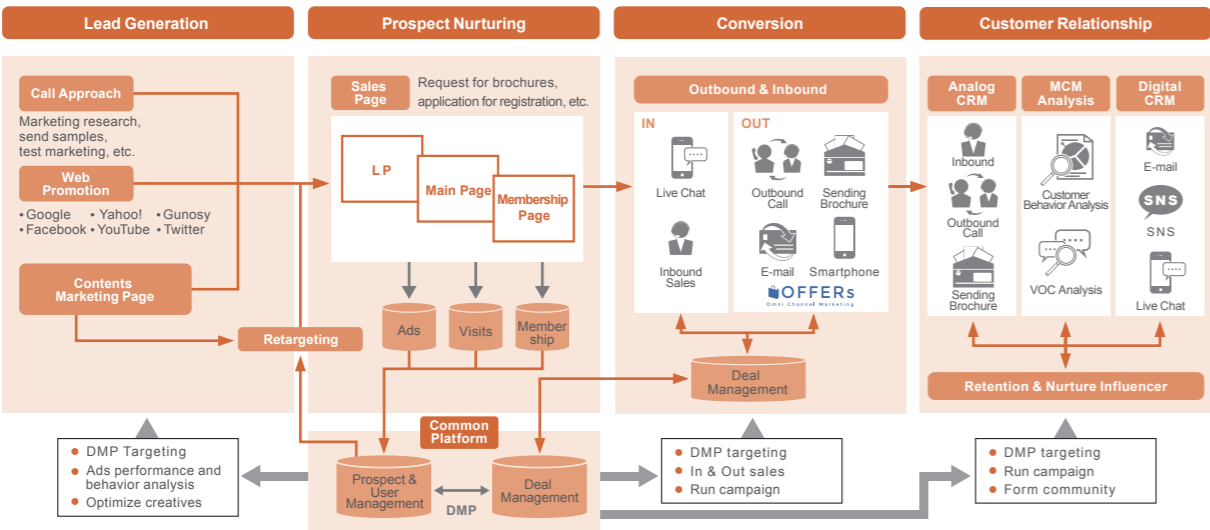 Lead Generation
Prospect Nurturing
Conversion
Customer Relationship
Call Approach
Marketing research,
send samples,
test marketing, etc.
Web
Promotion
• Google • Yahoo! • Gunosy
• Facebook • YouTube • Twitter
Contents
Marketing Page
Retargeting
Sales
Page
Request for brochures,
application for registration, etc.
LP
Main Page
Membership
Page
Ads
Visits
Member
ship
Outbound & Inbound
IN
Live Chat
Inbound
Sales
OUT
Outbound
Call
Sending
Brochure
E-mail
Smartphone
OFFERs
Omni Channel Marketing
Deal
Management
Analog
CRM
Inbound
Outbound
Call
Sending
Brochure
MCM
Analysis
Customer
Behavior Analysis
VOC Analysis
Digital
CRM
E-mail
SNS
SNS
Live Chat
Retention & Nurture Influencer
• DMP Targeting
• Ads performance and
behavior analysis
• Optimize creatives
Common
Platform
Prospect &
User
Management
DMP
Deal
Management
• DMP targeting
• In & Out sales
• Run campaign
• DMP targeting
• Run campaign
• Form community